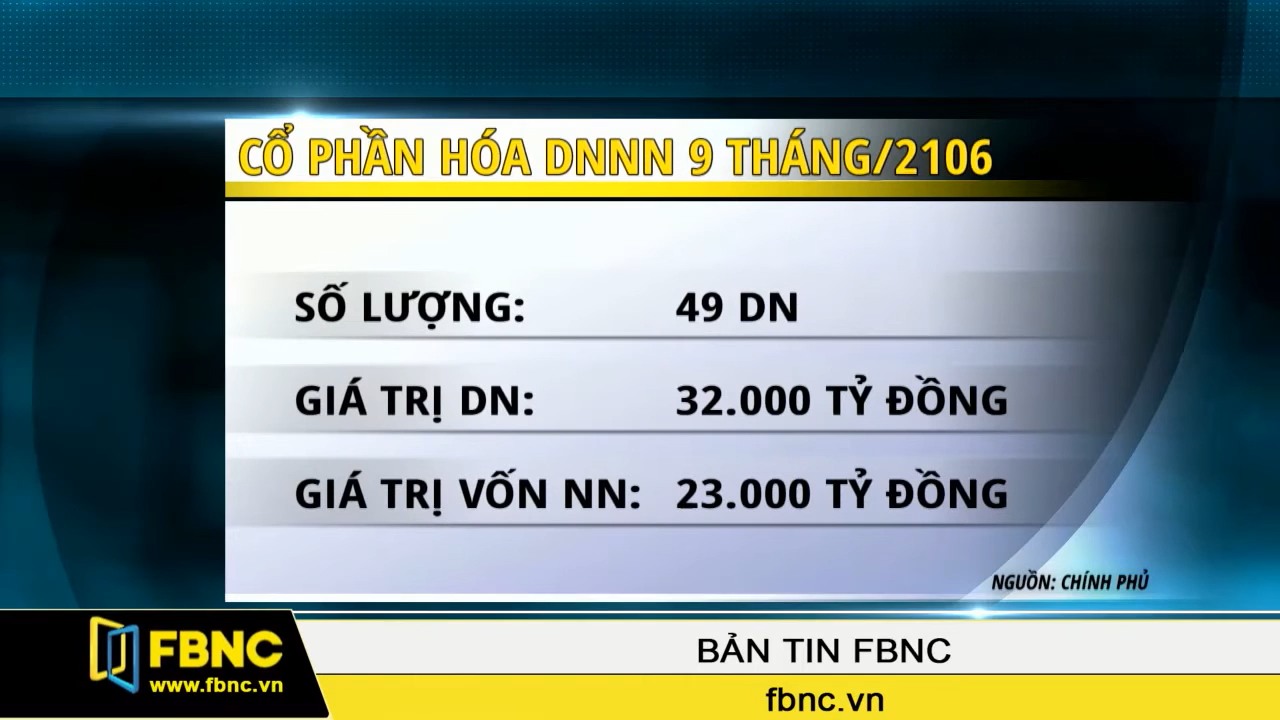 CỔ PHẦN HÓA DNNN 9 THÁNG/2106
SỐ LƯỢNG: 49 DN
GIÁ TRỊ DN: 32.000 TỶ ĐỒNG
GIÁ TRỊ VỐN NN: 23.000 TỶ ĐỒNG
NGUỒN: CHÍNH PHỦ
FBNC
www.fbnc.vn
BẢN TIN FBNC
fbnc.vn